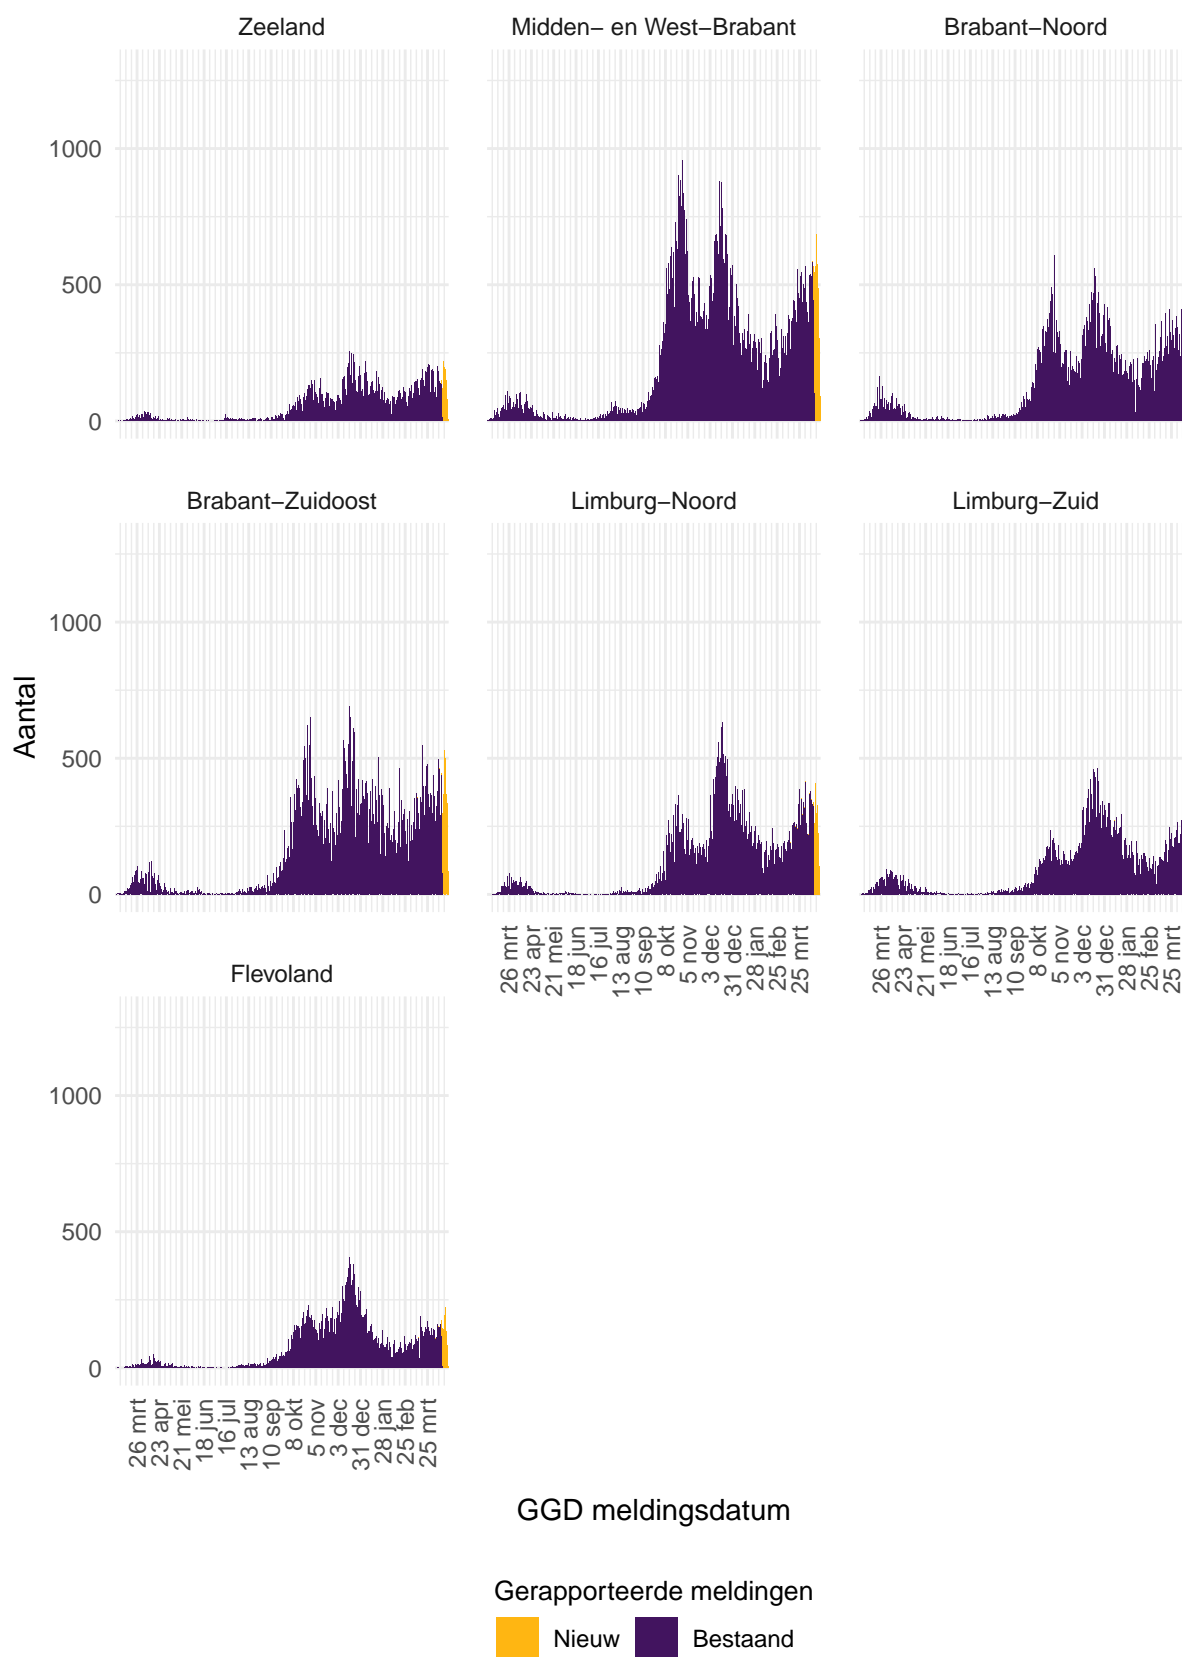 Zeeland
Midden− en West−Brabant
Brabant−Noord
1000
500
0
Brabant−Zuidoost
Limburg−Noord
Limburg−Zuid
1000
500
0
Aantal
26 mrt
23 apr
21 mei
18 jun
16 jul
13 aug
10 sep
8 okt
5 nov
3 dec
31 dec
28 jan
25 feb
25 mrt
26 mrt
23 apr
21 mei
18 jun
16 jul
13 aug
10 sep
8 okt
5 nov
3 dec
31 dec
28 jan
25 feb
25 mrt
Flevoland
1000
500
0
26 mrt
23 apr
21 mei
18 jun
16 jul
13 aug
10 sep
8 okt
5 nov
3 dec
31 dec
28 jan
25 feb
25 mrt
GGD meldingsdatum
Gerapporteerde meldingen
Nieuw
Bestaand